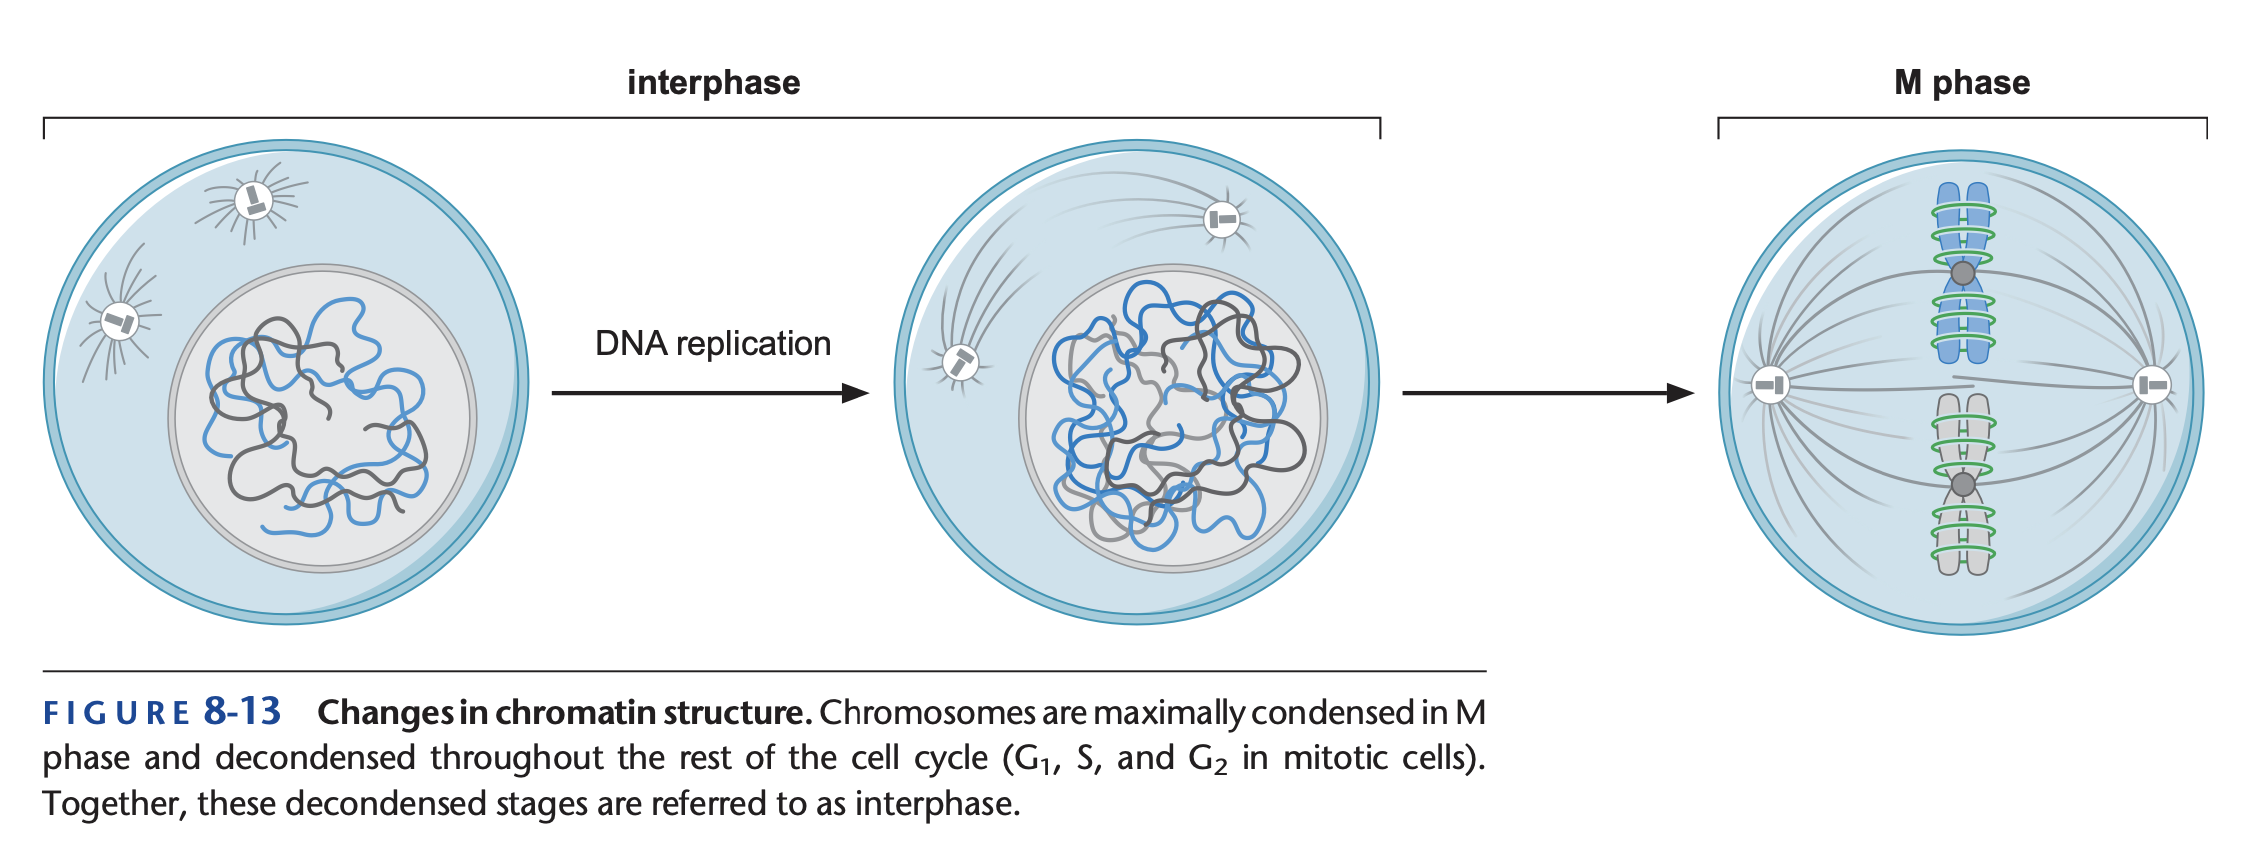 interphase
M phase
DNA replication
FIGURE 8-13 Changes in chromatin structure. Chromosomes are maximally condensed in M
phase and decondensed throughout the rest of the cell cycle (G₁, S, and G₂ in mitotic cells).
Together, these decondensed stages are referred to as interphase.